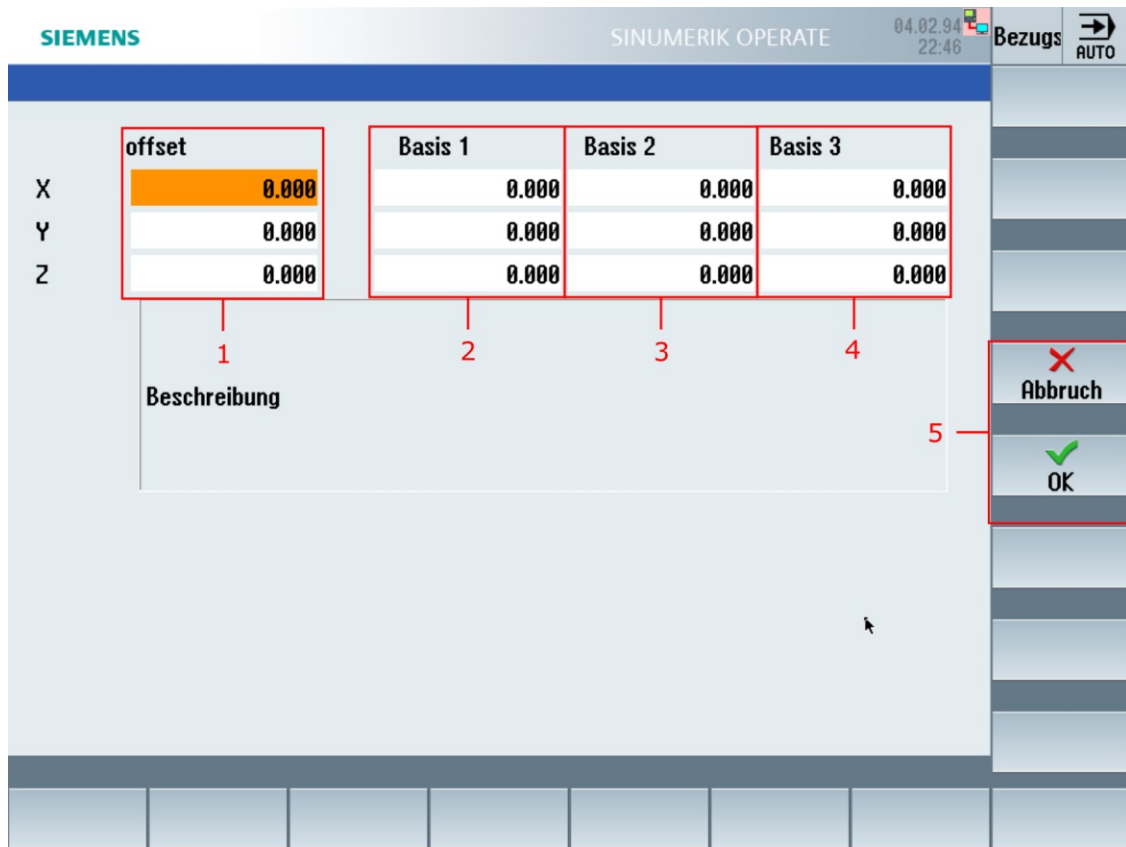 SIEMENS SINUMERIK OPERATE 04.02.94 Bezugs
22:46 AUTO
offset Basis 1 Basis 2 Basis 3
X 0.000 0.000 0.000 0.000
Y 0.000 0.000 0.000 0.000
Z 0.000 0.000 0.000 0.000
1 2 3 4
Beschreibung
Abbruch
5
OK